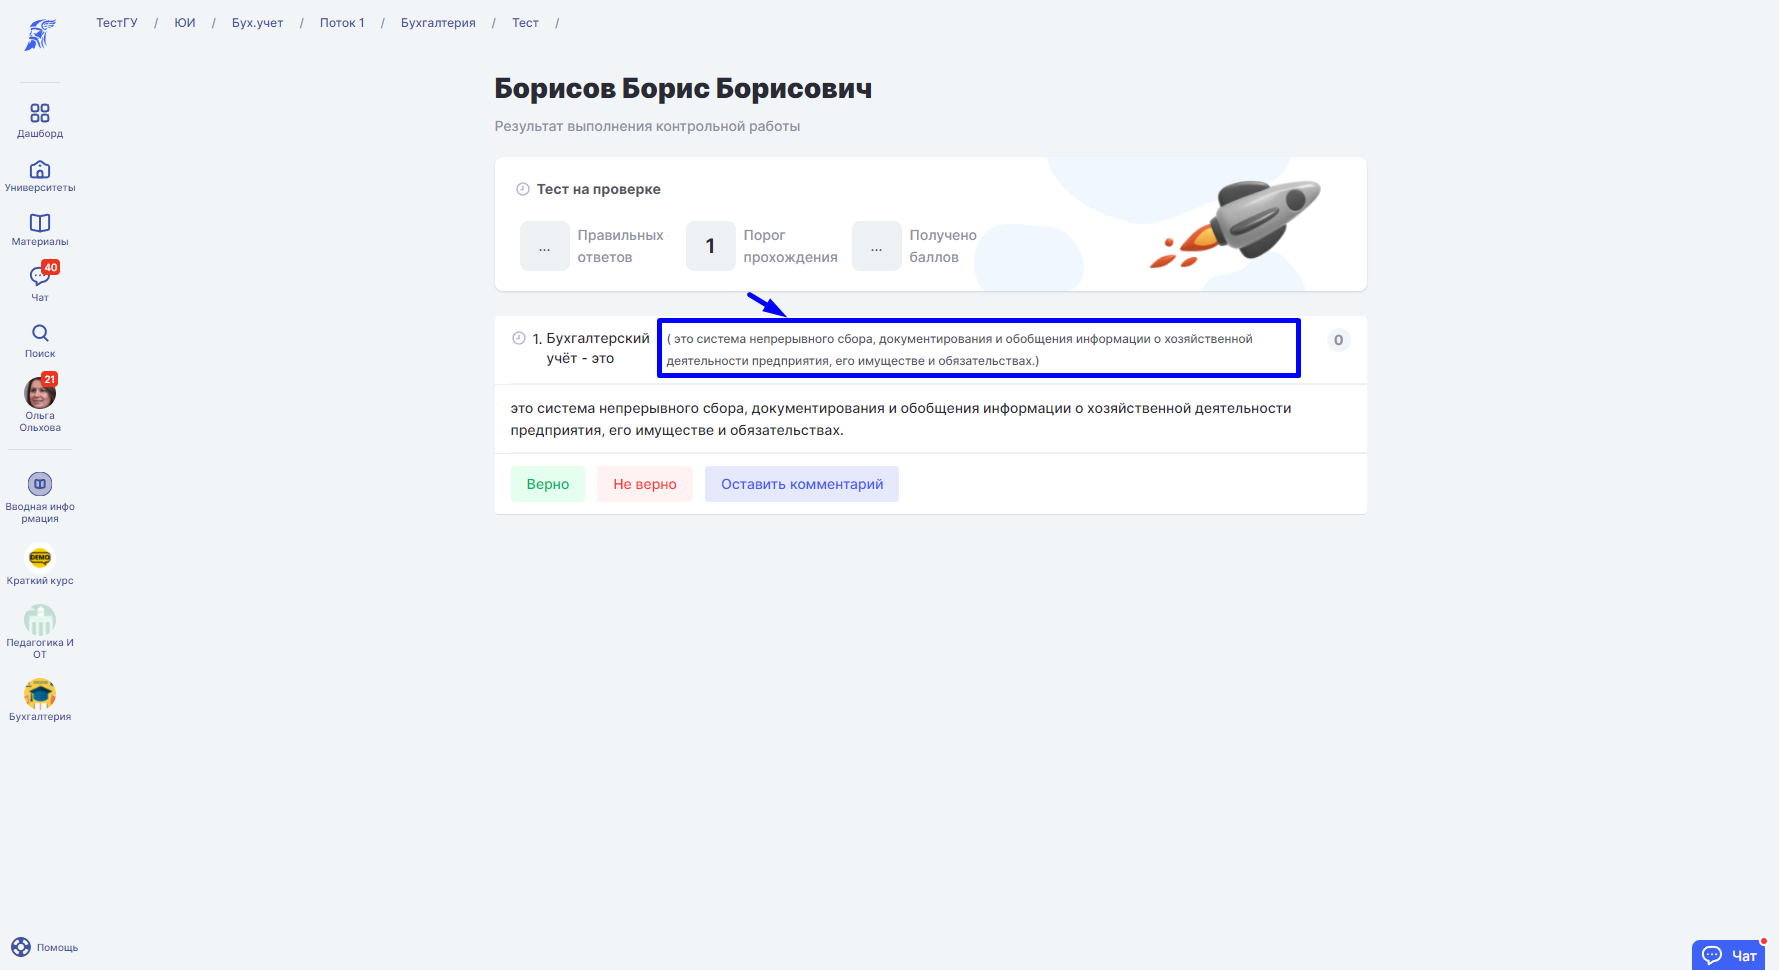 ТестГУ / ЮИ / Бух.учет / Поток 1 / Бухгалтерия / Тест /
Дашборд
Университеты
Материалы
40
Чат
Поиск
21
Ольга
Ольхова
Вводная инфо
рмация
DEMO
Краткий курс
Педагогика И
ОТ
Бухгалтерия
Помощь
Борисов Борис Борисович
Результат выполнения контрольной работы
Тест на проверке
... Правильных
ответов
1 Порог
прохождения
... Получено
баллов
1. Бухгалтерский
учёт - это
( это система непрерывного сбора, документирования и обобщения информации о хозяйственной
деятельности предприятия, его имуществе и обязательствах.)
0
это система непрерывного сбора, документирования и обобщения информации о хозяйственной деятельности
предприятия, его имуществе и обязательствах.
Верно Не верно Оставить комментарий
Чат